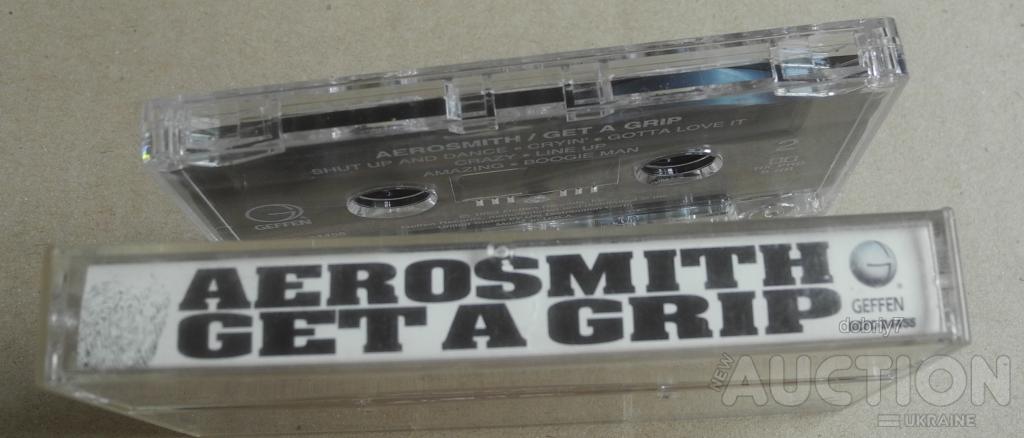 AEROSMITH / GET A GRIP
SHUT UP AND DANCE • CRYIN' • GOTTA LOVE IT
CRAZY • LINE UP
AMAZING • BOOGIE MAN
2
GEFFEN
AEROSMITH
GET A GRIP
G
GEFFEN
dobriy7
NEW
AUCTION
UKRAINE